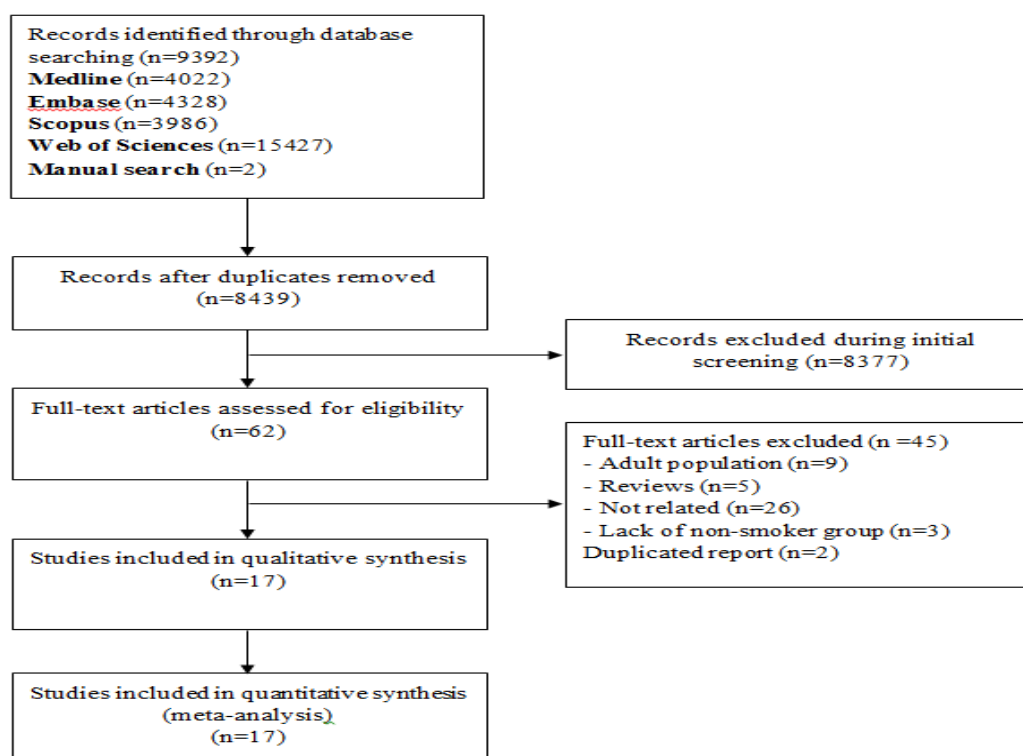 Records identified through database
searching (n=9392)
Medline (n=4022)
Embase (n=4328)
Scopus (n=3986)
Web of Sciences (n=15427)
Manual search (n=2)
Records after duplicates removed
(n=8439)
Records excluded during initial
screening (n=8377)
Full-text articles assessed for eligibility
(n=62)
Full-text articles excluded (n =45)
- Adult population (n=9)
- Reviews (n=5)
- Not related (n=26)
- Lack of non-smoker group (n=3)
Duplicated report (n=2)
Studies included in qualitative synthesis
(n=17)
Studies included in quantitative synthesis
(meta-analysis)
(n=17)